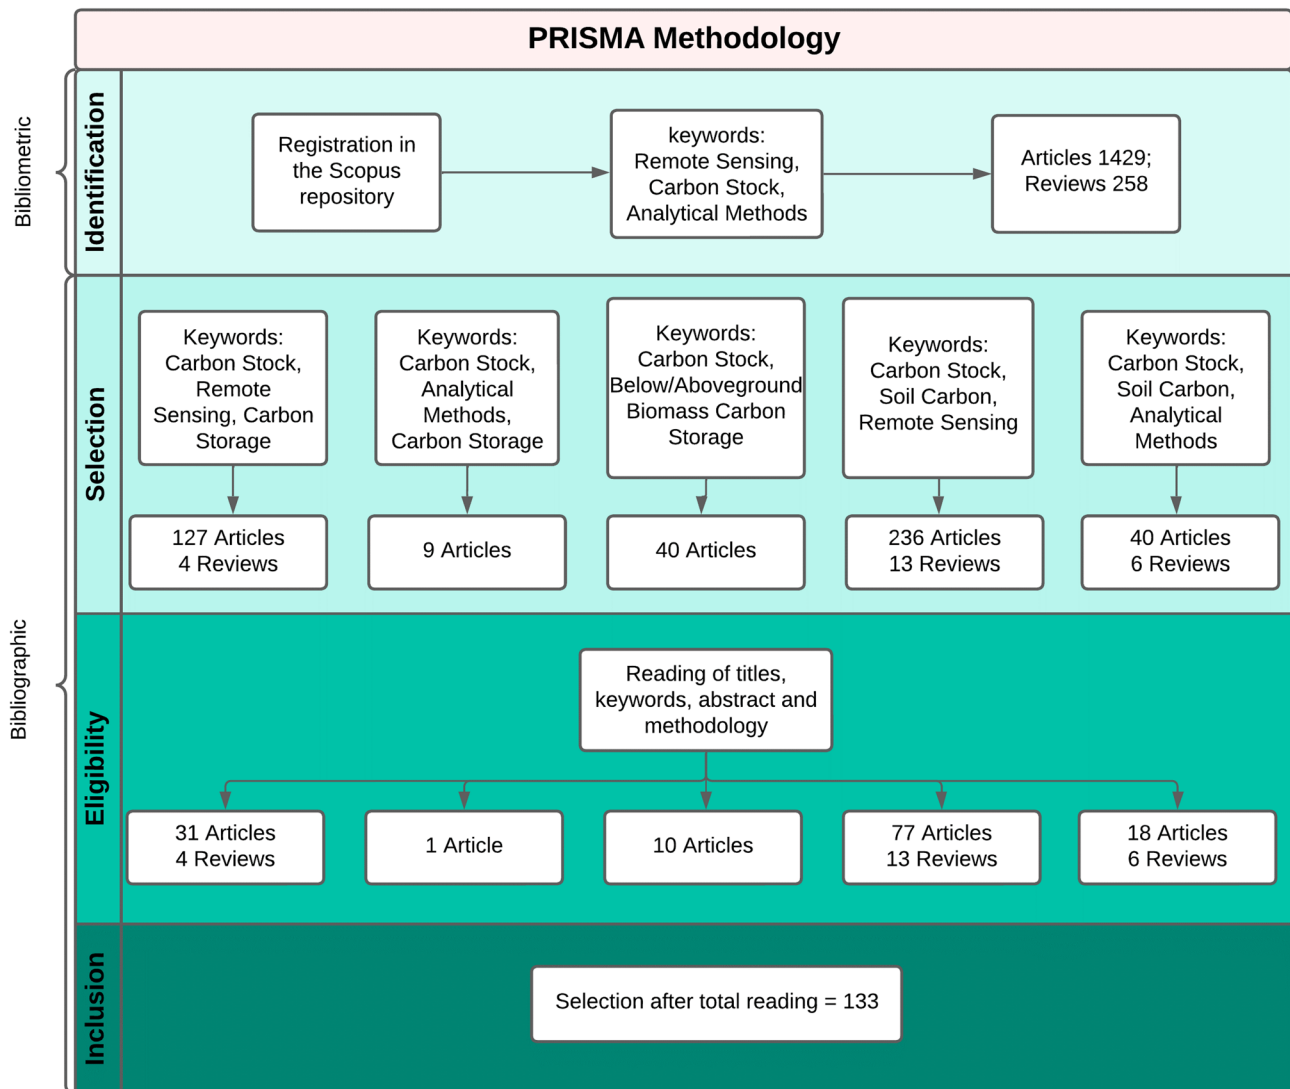 PRISMA Methodology
Bibliometric
Identification
Registration in
the Scopus
repository
keywords:
Remote Sensing,
Carbon Stock,
Analytical Methods
Articles 1429;
Reviews 258
Bibliographic
Selection
Keywords:
Carbon Stock,
Remote
Sensing, Carbon
Storage
Keywords:
Carbon Stock,
Analytical
Methods,
Carbon Storage
Keywords:
Carbon Stock,
Below/Aboveground
Biomass Carbon
Storage
Keywords:
Carbon Stock,
Soil Carbon,
Remote Sensing
Keywords:
Carbon Stock,
Soil Carbon,
Analytical
Methods
127 Articles
4 Reviews
9 Articles
40 Articles
236 Articles
13 Reviews
40 Articles
6 Reviews
Eligibility
Reading of titles,
keywords, abstract and
methodology
31 Articles
4 Reviews
1 Article
10 Articles
77 Articles
13 Reviews
18 Articles
6 Reviews
Inclusion
Selection after total reading = 133